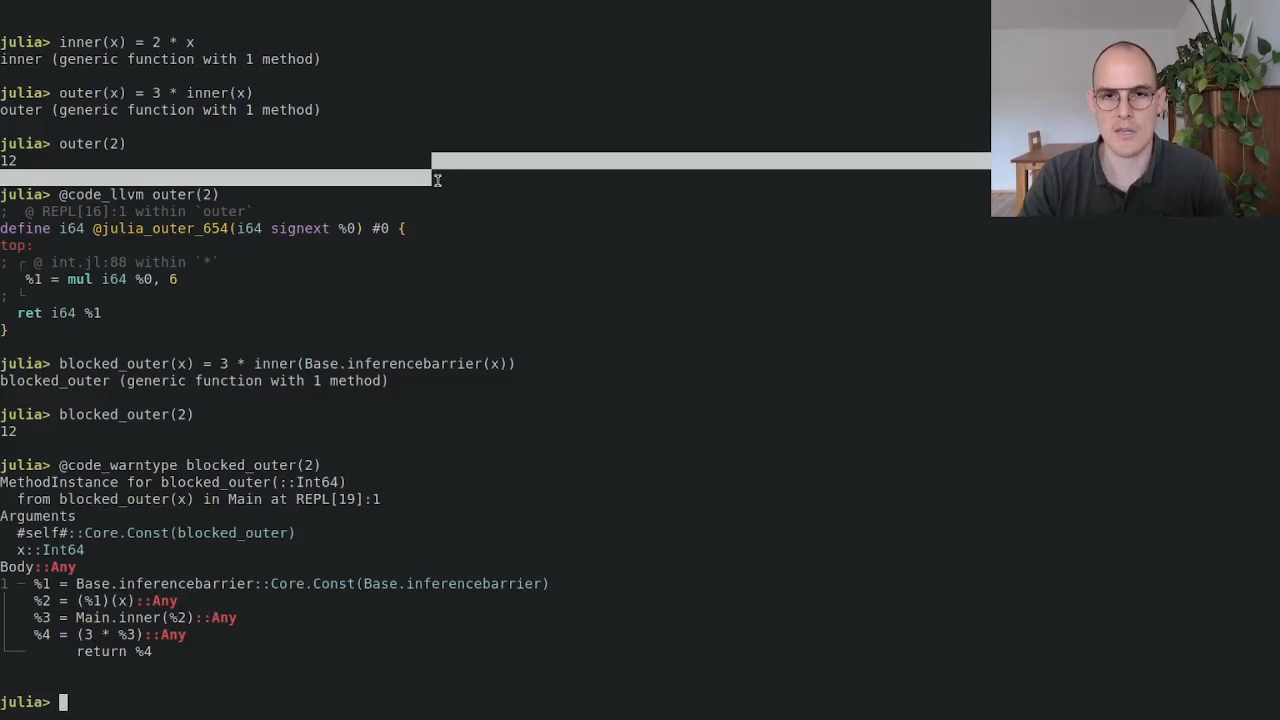 julia> inner(x) = 2 * x
inner (generic function with 1 method)
julia> outer(x) = 3 * inner(x)
outer (generic function with 1 method)
julia> outer(2)
12
julia> @code_llvm outer(2)
;  @ REPL[16]:1 within `outer`
define i64 @julia_outer_654(i64 signext %0) #0 {
top:
; ┌ @ int.jl:88 within `*`
   %1 = mul i64 %0, 6
; └
  ret i64 %1
}
julia> blocked_outer(x) = 3 * inner(Base.inferencebarrier(x))
blocked_outer (generic function with 1 method)
julia> blocked_outer(2)
12
julia> @code_warntype blocked_outer(2)
MethodInstance for blocked_outer(::Int64)
  from blocked_outer(x) in Main at REPL[19]:1
Arguments
  #self#::Core.Const(blocked_outer)
  x::Int64
Body::Any
1 ─ %1 = Base.inferencebarrier::Core.Const(Base.inferencebarrier)
│   %2 = (%1)(x)::Any
│   %3 = Main.inner(%2)::Any
│   %4 = (3 * %3)::Any
└──      return %4
julia>